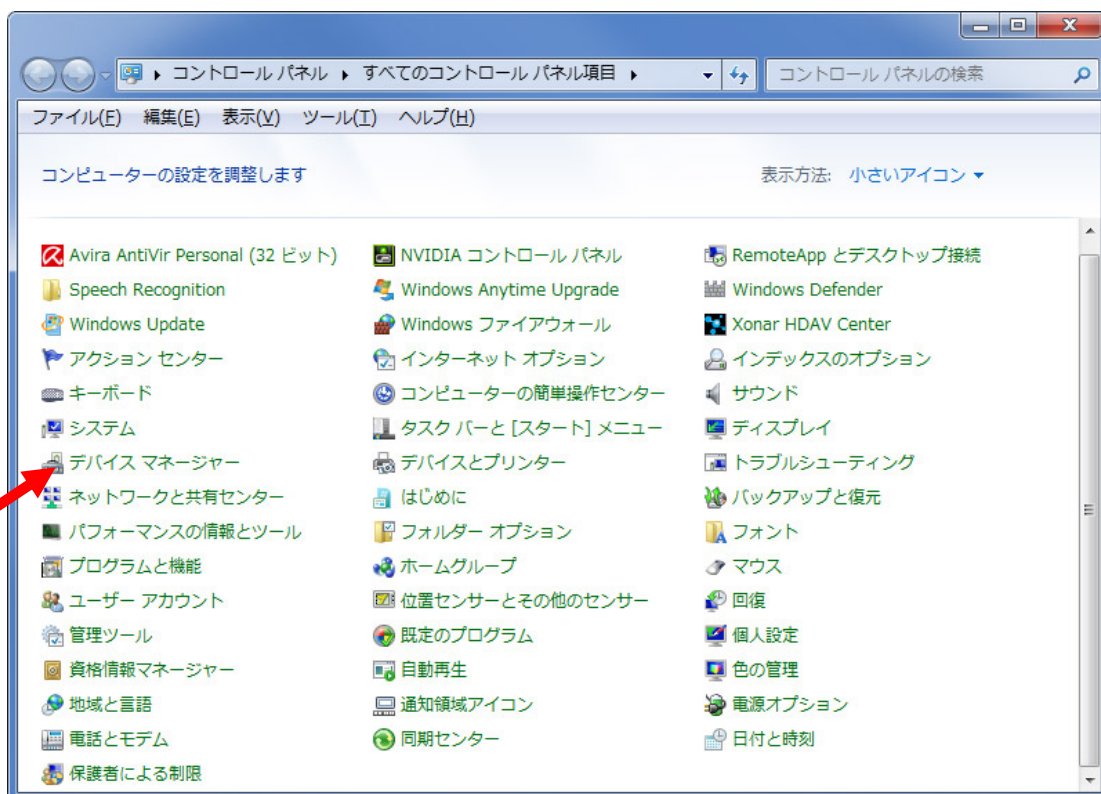 コントロール パネル ▸ すべてのコントロール パネル項目 ▸ コントロール パネルの検索
ファイル(F) 編集(E) 表示(V) ツール(T) ヘルプ(H)
コンピューターの設定を調整します 表示方法: 小さいアイコン
Avira AntiVir Personal (32 ビット) NVIDIA コントロール パネル RemoteApp とデスクトップ接続
Speech Recognition Windows Anytime Upgrade Windows Defender
Windows Update Windows ファイアウォール Xonar HDAV Center
アクション センター インターネット オプション インデックスのオプション
キーボード コンピューターの簡単操作センター サウンド
システム タスク バーと [スタート] メニュー ディスプレイ
デバイス マネージャー デバイスとプリンター トラブルシューティング
ネットワークと共有センター はじめに バックアップと復元
パフォーマンスの情報とツール フォルダー オプション フォント
プログラムと機能 ホームグループ マウス
ユーザー アカウント 位置センサーとその他のセンサー 回復
管理ツール 既定のプログラム 個人設定
資格情報マネージャー 自動再生 色の管理
地域と言語 通知領域アイコン 電源オプション
電話とモデム 同期センター 日付と時刻
保護者による制限